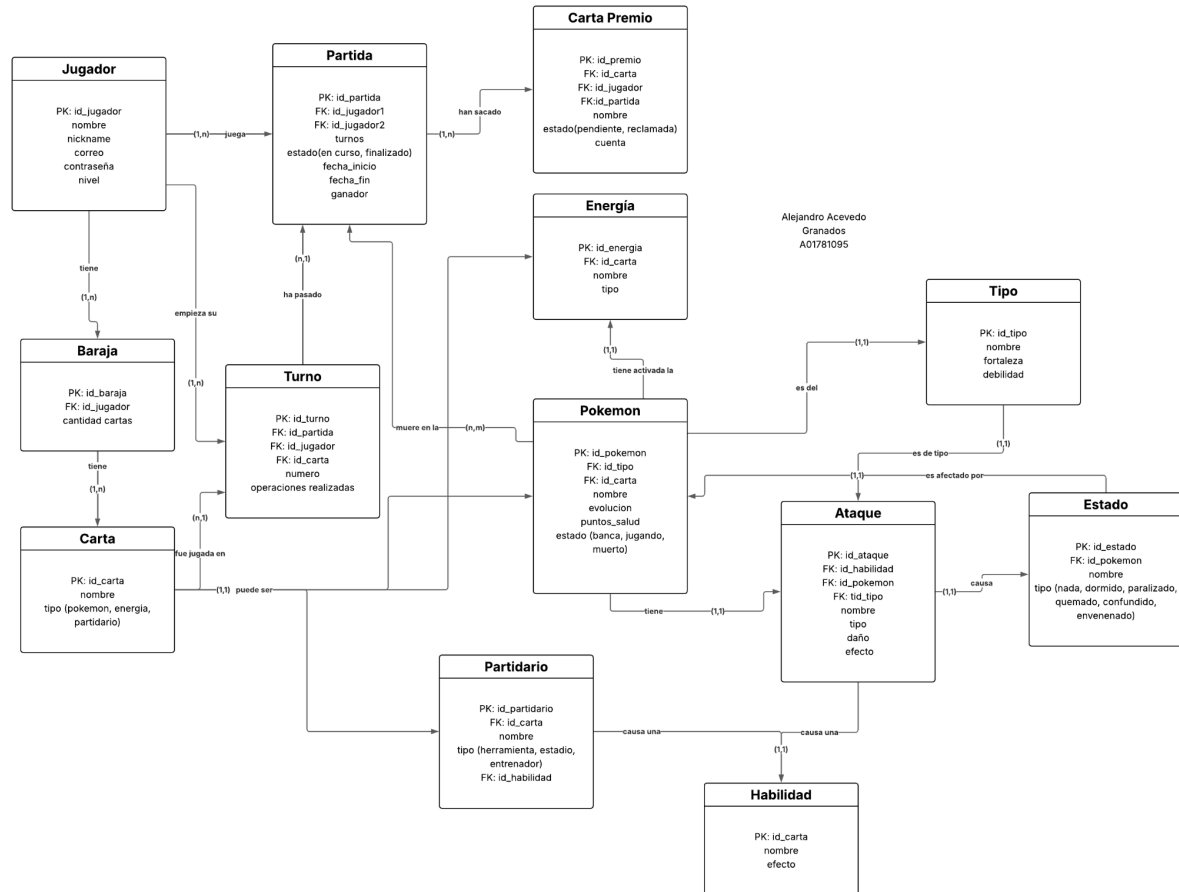 Carta Premio
PK: id_premio
FK: id_carta
FK: id_jugador
FK:id_partida
nombre
estado(pendiente, reclamada)
cuenta
Partida
PK: id_partida
FK: id_jugador1
FK: id_jugador2
turnos
estado(en curso, finalizado)
fecha_inicio
fecha_fin
ganador
Jugador
PK: id_jugador
nombre
nickname
correo
contraseña
nivel
(1,n)
juega
(1,n)
han sacado
Energía
PK: id_energia
FK: id_carta
nombre
tipo
Alejandro Acevedo
Granados
A01781095
tiene
(1,n)
empieza su
(1,n)
(n,1)
ha pasado
Tipo
PK: id_tipo
nombre
fortaleza
debilidad
Baraja
PK: id_baraja
FK: id_jugador
cantidad cartas
Turno
PK: id_turno
FK: id_partida
FK: id_jugador
FK: id_carta
numero
operaciones realizadas
(1,1)
tiene activada la
(1,1)
es del
muere en la
(n,m)
Pokemon
PK: id_pokemon
FK: id_tipo
FK: id_carta
nombre
evolucion
puntos_salud
estado (banca, jugando,
muerto)
(1,1)
es de tipo
(1,1)
es afectado por
tiene
(1,n)
(n,1)
fue jugada en
Carta
PK: id_carta
nombre
tipo (pokemon, energia,
partidario)
(1,1)
puede ser
Ataque
PK: id_ataque
FK: id_habilidad
FK: id_pokemon
FK: tid_tipo
nombre
tipo
daño
efecto
Estado
PK: id_estado
FK: id_pokemon
nombre
tipo (nada, dormido, paralizado,
quemado, confundido,
envenenado)
(1,1)
causa
tiene
(1,1)
Partidario
PK: id_partidario
FK: id_carta
nombre
tipo (herramienta, estadio,
entrenador)
FK: id_habilidad
causa una
causa una
(1,1)
Habilidad
PK: id_carta
nombre
efecto